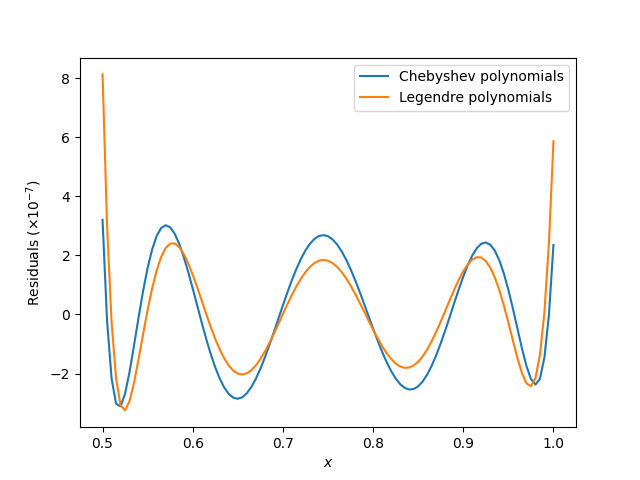 Chebyshev polynomials
Legendre polynomials
Residuals (×10⁻⁷)
8
6
4
2
0
−2
0.5 0.6 0.7 0.8 0.9 1.0
x